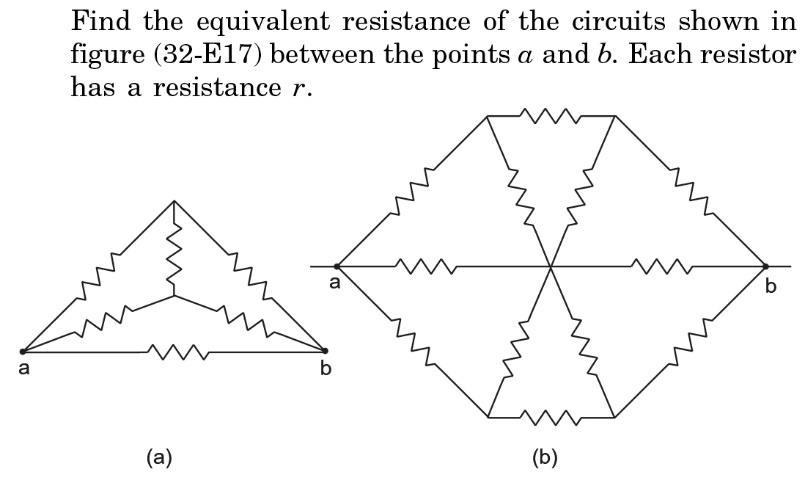 Find the equivalent resistance of the circuits shown in
figure (32-E17) between the points a and b. Each resistor
has a resistance r.
a
b
a
b
(a)
(b)